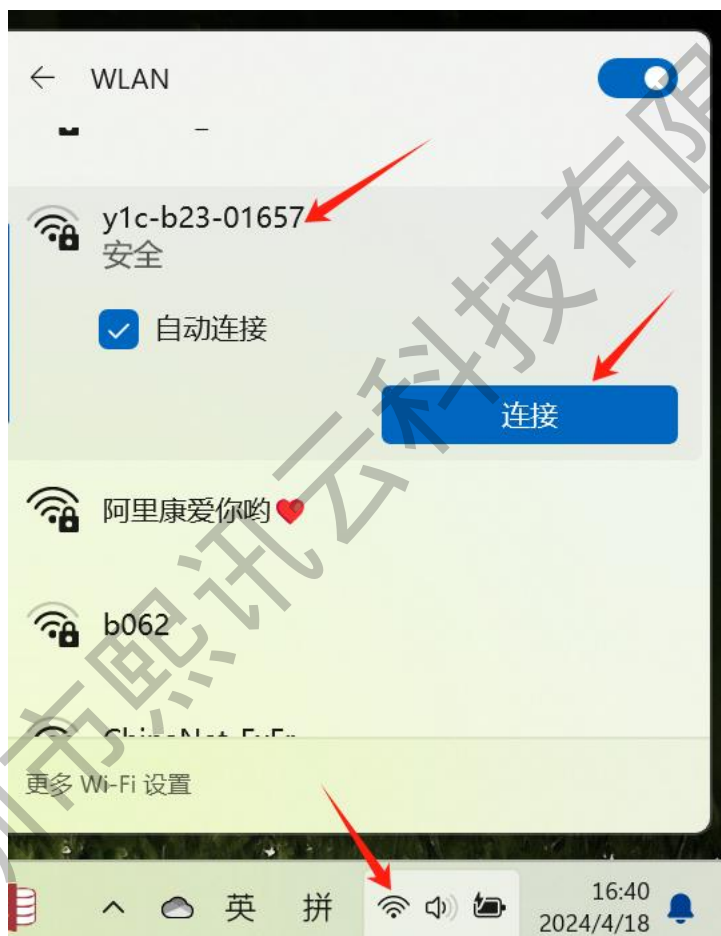 WLAN
y1c-b23-01657
安全
自动连接
连接
阿里康爱你哟❤
b062
更多 Wi-Fi 设置
英 拼 16:40
2024/4/18
市熙讯云科技有限